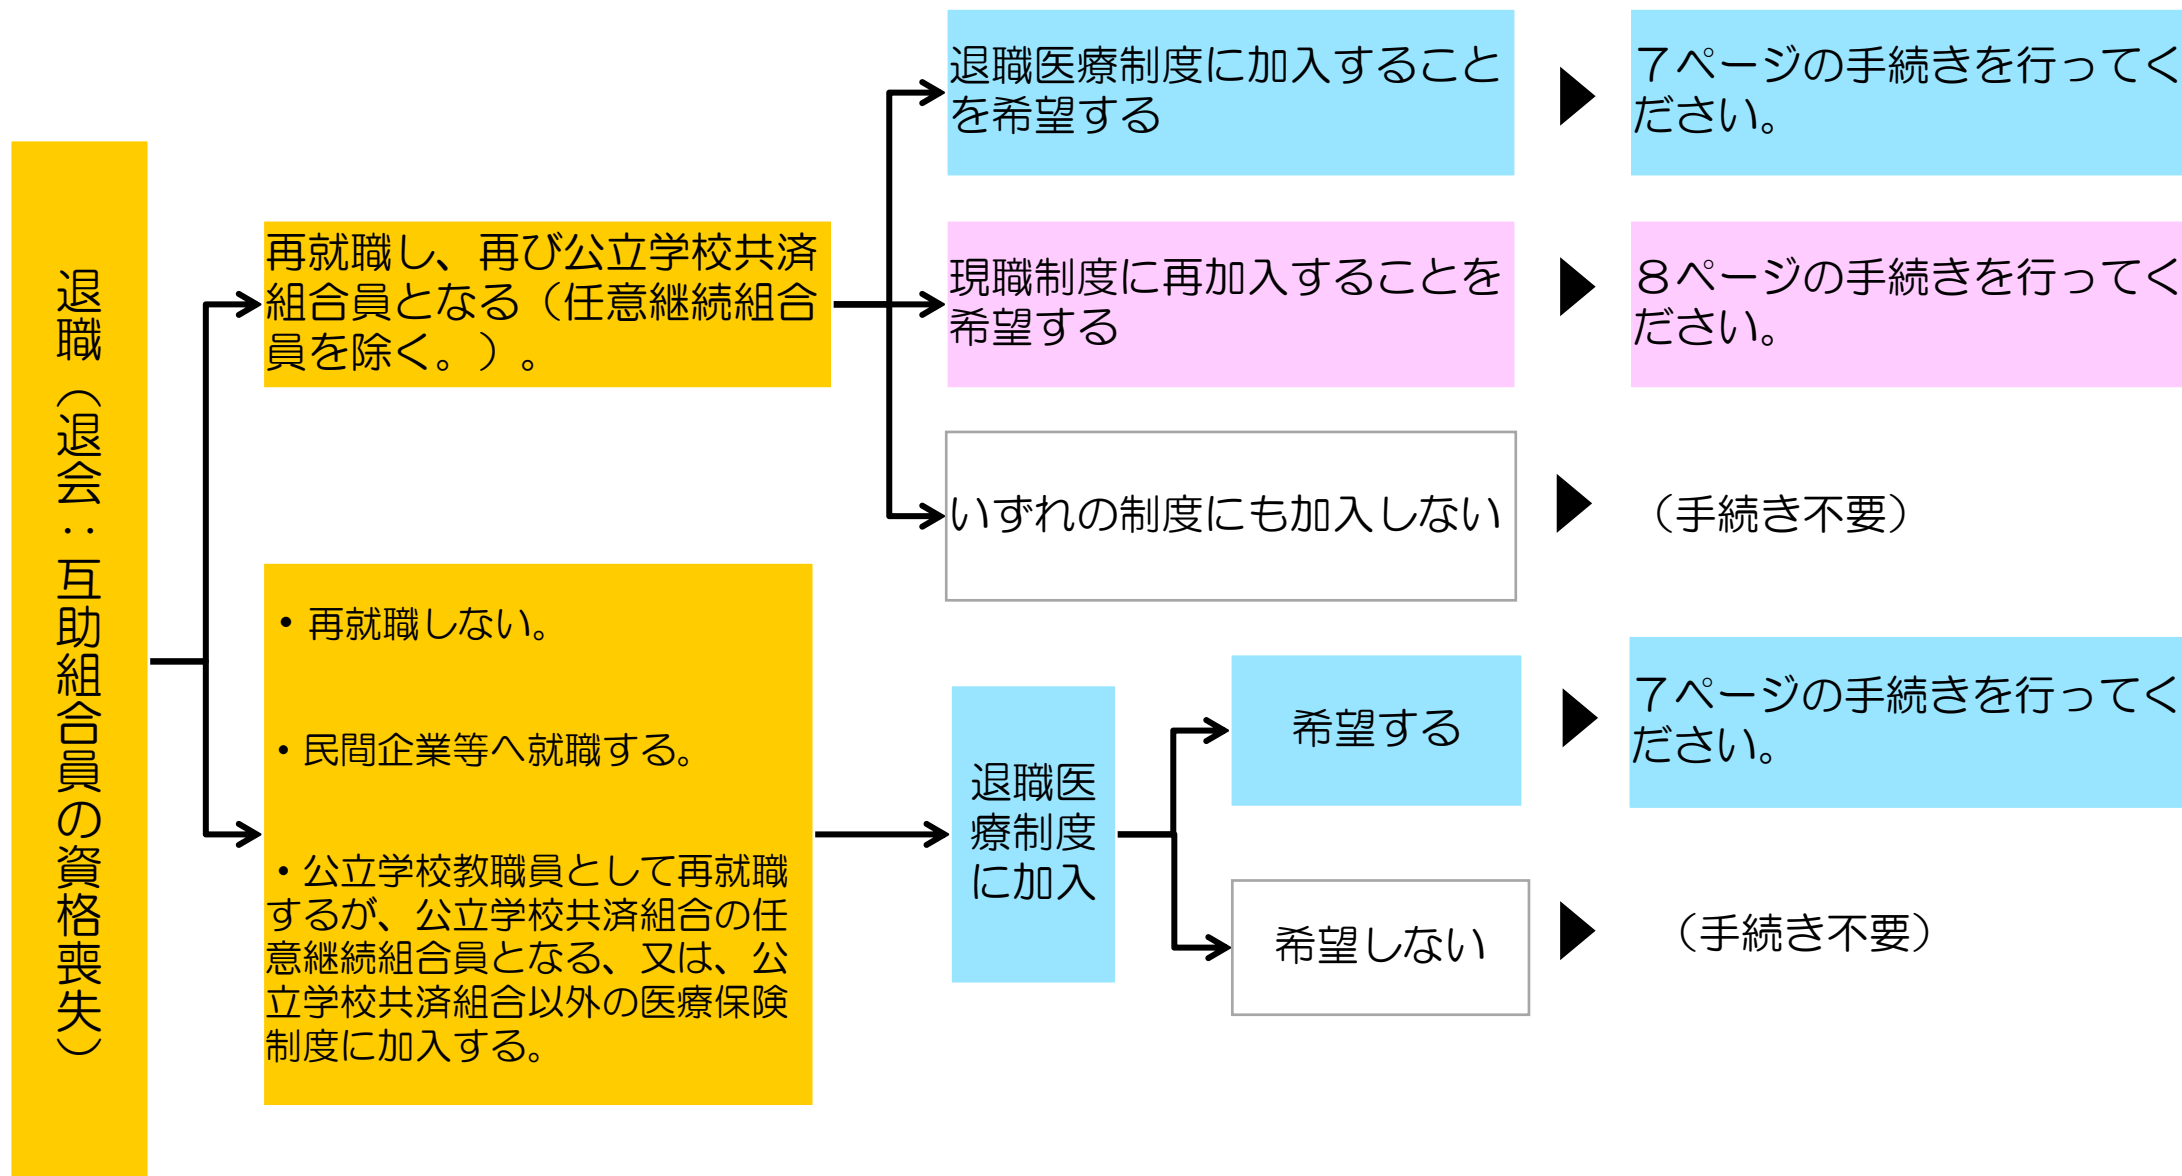 退職（退会：互助組合員の資格喪失）
再就職し、再び公立学校共済
組合員となる（任意継続組合
員を除く。）。
退職医療制度に加入すること
を希望する
７ページの手続きを行ってく
ださい。
現職制度に再加入することを
希望する
８ページの手続きを行ってく
ださい。
いずれの制度にも加入しない
（手続き不要）
・再就職しない。
・民間企業等へ就職する。
・公立学校教職員として再就職
するが、公立学校共済組合の任
意継続組合員となる、又は、公
立学校共済組合以外の医療保険
制度に加入する。
退職医
療制度
に加入
希望する
７ページの手続きを行ってく
ださい。
希望しない
（手続き不要）